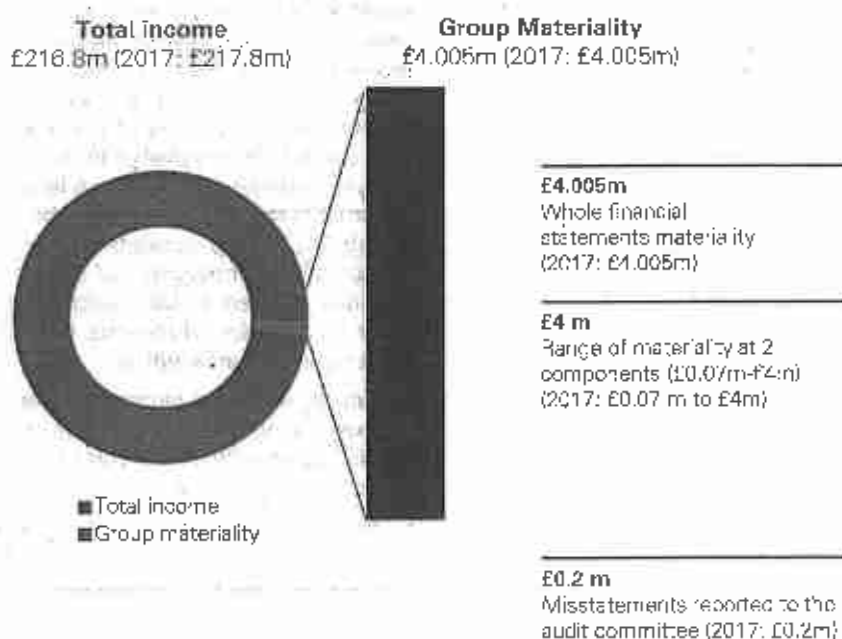 Total income
£216.8m (2017: £217.8m)
Group Materiality
£4.005m (2017: £4.005m)
£4.005m
Whole financial
statements materiality
(2017: £4.005m)
£4 m
Range of materiality at 2
components (£0.07m-£4m)
(2017: £0.07 m to £4m)
Total income
Group materiality
£0.2 m
Misstatements reported to the
audit committee (2017: £0.2m)